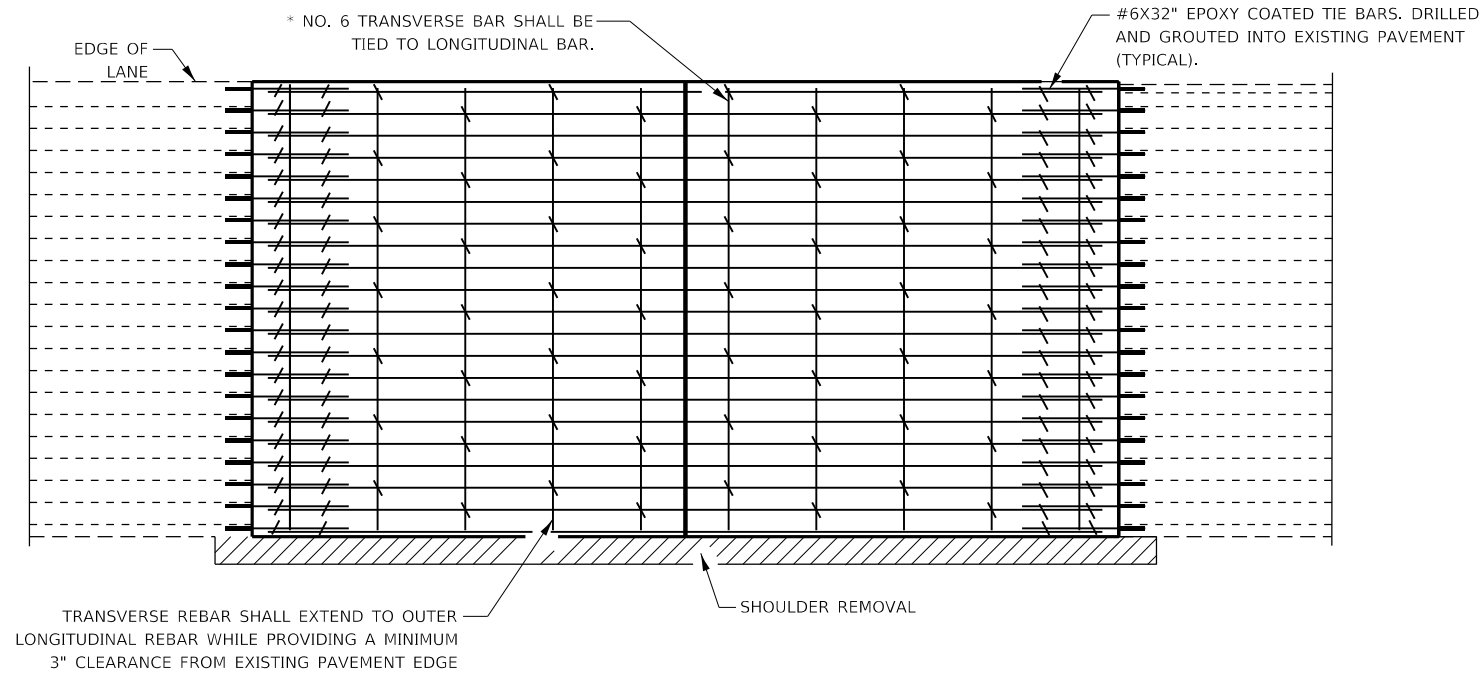 * NO. 6 TRANSVERSE BAR SHALL BE
TIED TO LONGITUDINAL BAR.
#6X32" EPOXY COATED TIE BARS. DRILLED
AND GROUTED INTO EXISTING PAVEMENT
(TYPICAL).
EDGE OF
LANE
TRANSVERSE REBAR SHALL EXTEND TO OUTER
LONGITUDINAL REBAR WHILE PROVIDING A MINIMUM
3" CLEARANCE FROM EXISTING PAVEMENT EDGE
SHOULDER REMOVAL